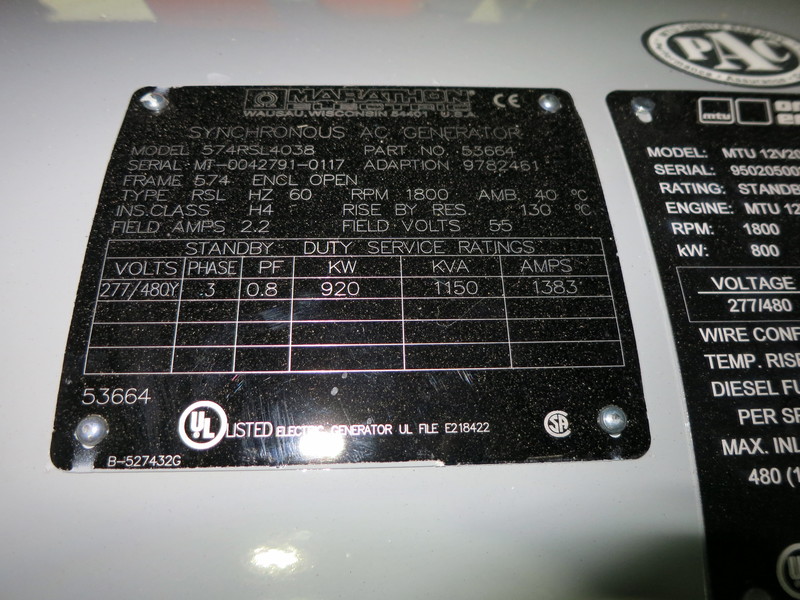 MARATHON
ELECTRIC
WAUSAU, WISCONSIN 54401 U.S.A.
CE
SYNCHRONOUS AC GENERATOR
MODEL 574RSL4038 PART NO. 53664
SERIAL MT-0042791-0117 ADAPTION 9782461
FRAME 574 ENCL OPEN
TYPE RSL HZ 60 RPM 1800 AMB. 40 °C
INS.CLASS H4 RISE BY RES. 130 °C
FIELD AMPS 2.2 FIELD VOLTS 55
STANDBY DUTY SERVICE RATINGS
VOLTS PHASE PF KW KVA AMPS
277/480Y 3 0.8 920 1150 1383
53664
UL LISTED ELECTRIC GENERATOR UL FILE E218422
SA
B-527432G
PAC
mtu
MODEL: MTU 12V20
SERIAL: 95020500
RATING: STANDB
ENGINE: MTU 12
RPM: 1800
kW: 800
VOLTAGE
277/480
WIRE CONF
TEMP. RISE
DIESEL FU
PER SP
MAX. INL
480 (1